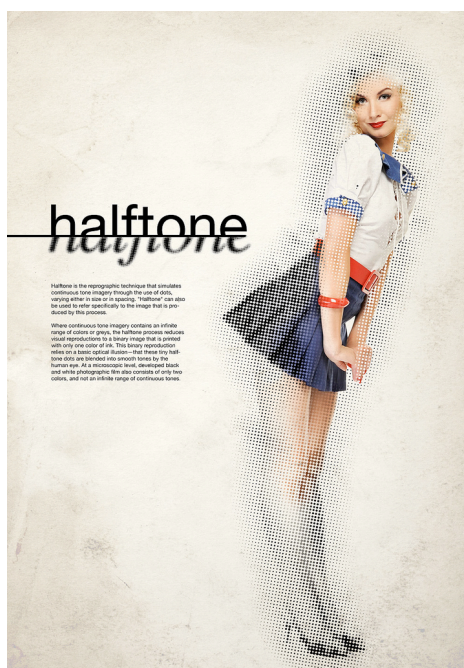 halftone
halftone
Halftone is the reprographic technique that simulates
continuous tone imagery through the use of dots,
varying either in size or in spacing. "Halftone" can also
be used to refer specifically to the image that is pro-
duced by this process.
Where continuous tone imagery contains an infinite
range of colors or greys, the halftone process reduces
visual reproductions to a binary image that is printed
with only one color of ink. This binary reproduction
relies on a basic optical illusion—that these tiny half-
tone dots are blended into smooth tones by the
human eye. At a microscopic level, developed black
and white photographic film also consists of only two
colors, and not an infinite range of continuous tones.